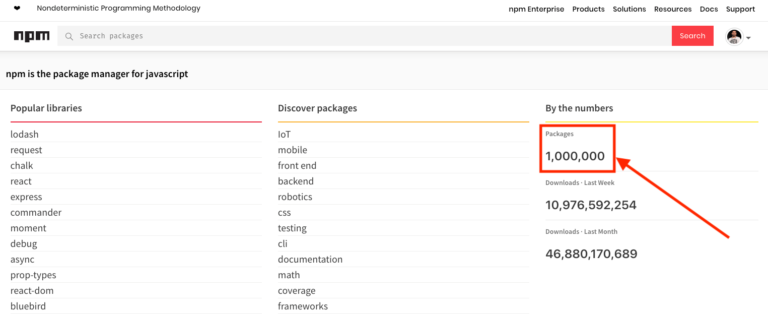 ❤ Nondeterministic Programming Methodology
npm Enterprise Products Solutions Resources Docs Support
npm
Search packages
Search
npm is the package manager for javascript
Popular libraries
lodash
request
chalk
react
express
commander
moment
debug
async
prop-types
react-dom
bluebird
Discover packages
IoT
mobile
front end
backend
robotics
css
testing
cli
documentation
math
coverage
frameworks
By the numbers
Packages
1,000,000
Downloads · Last Week
10,976,592,254
Downloads · Last Month
46,880,170,689